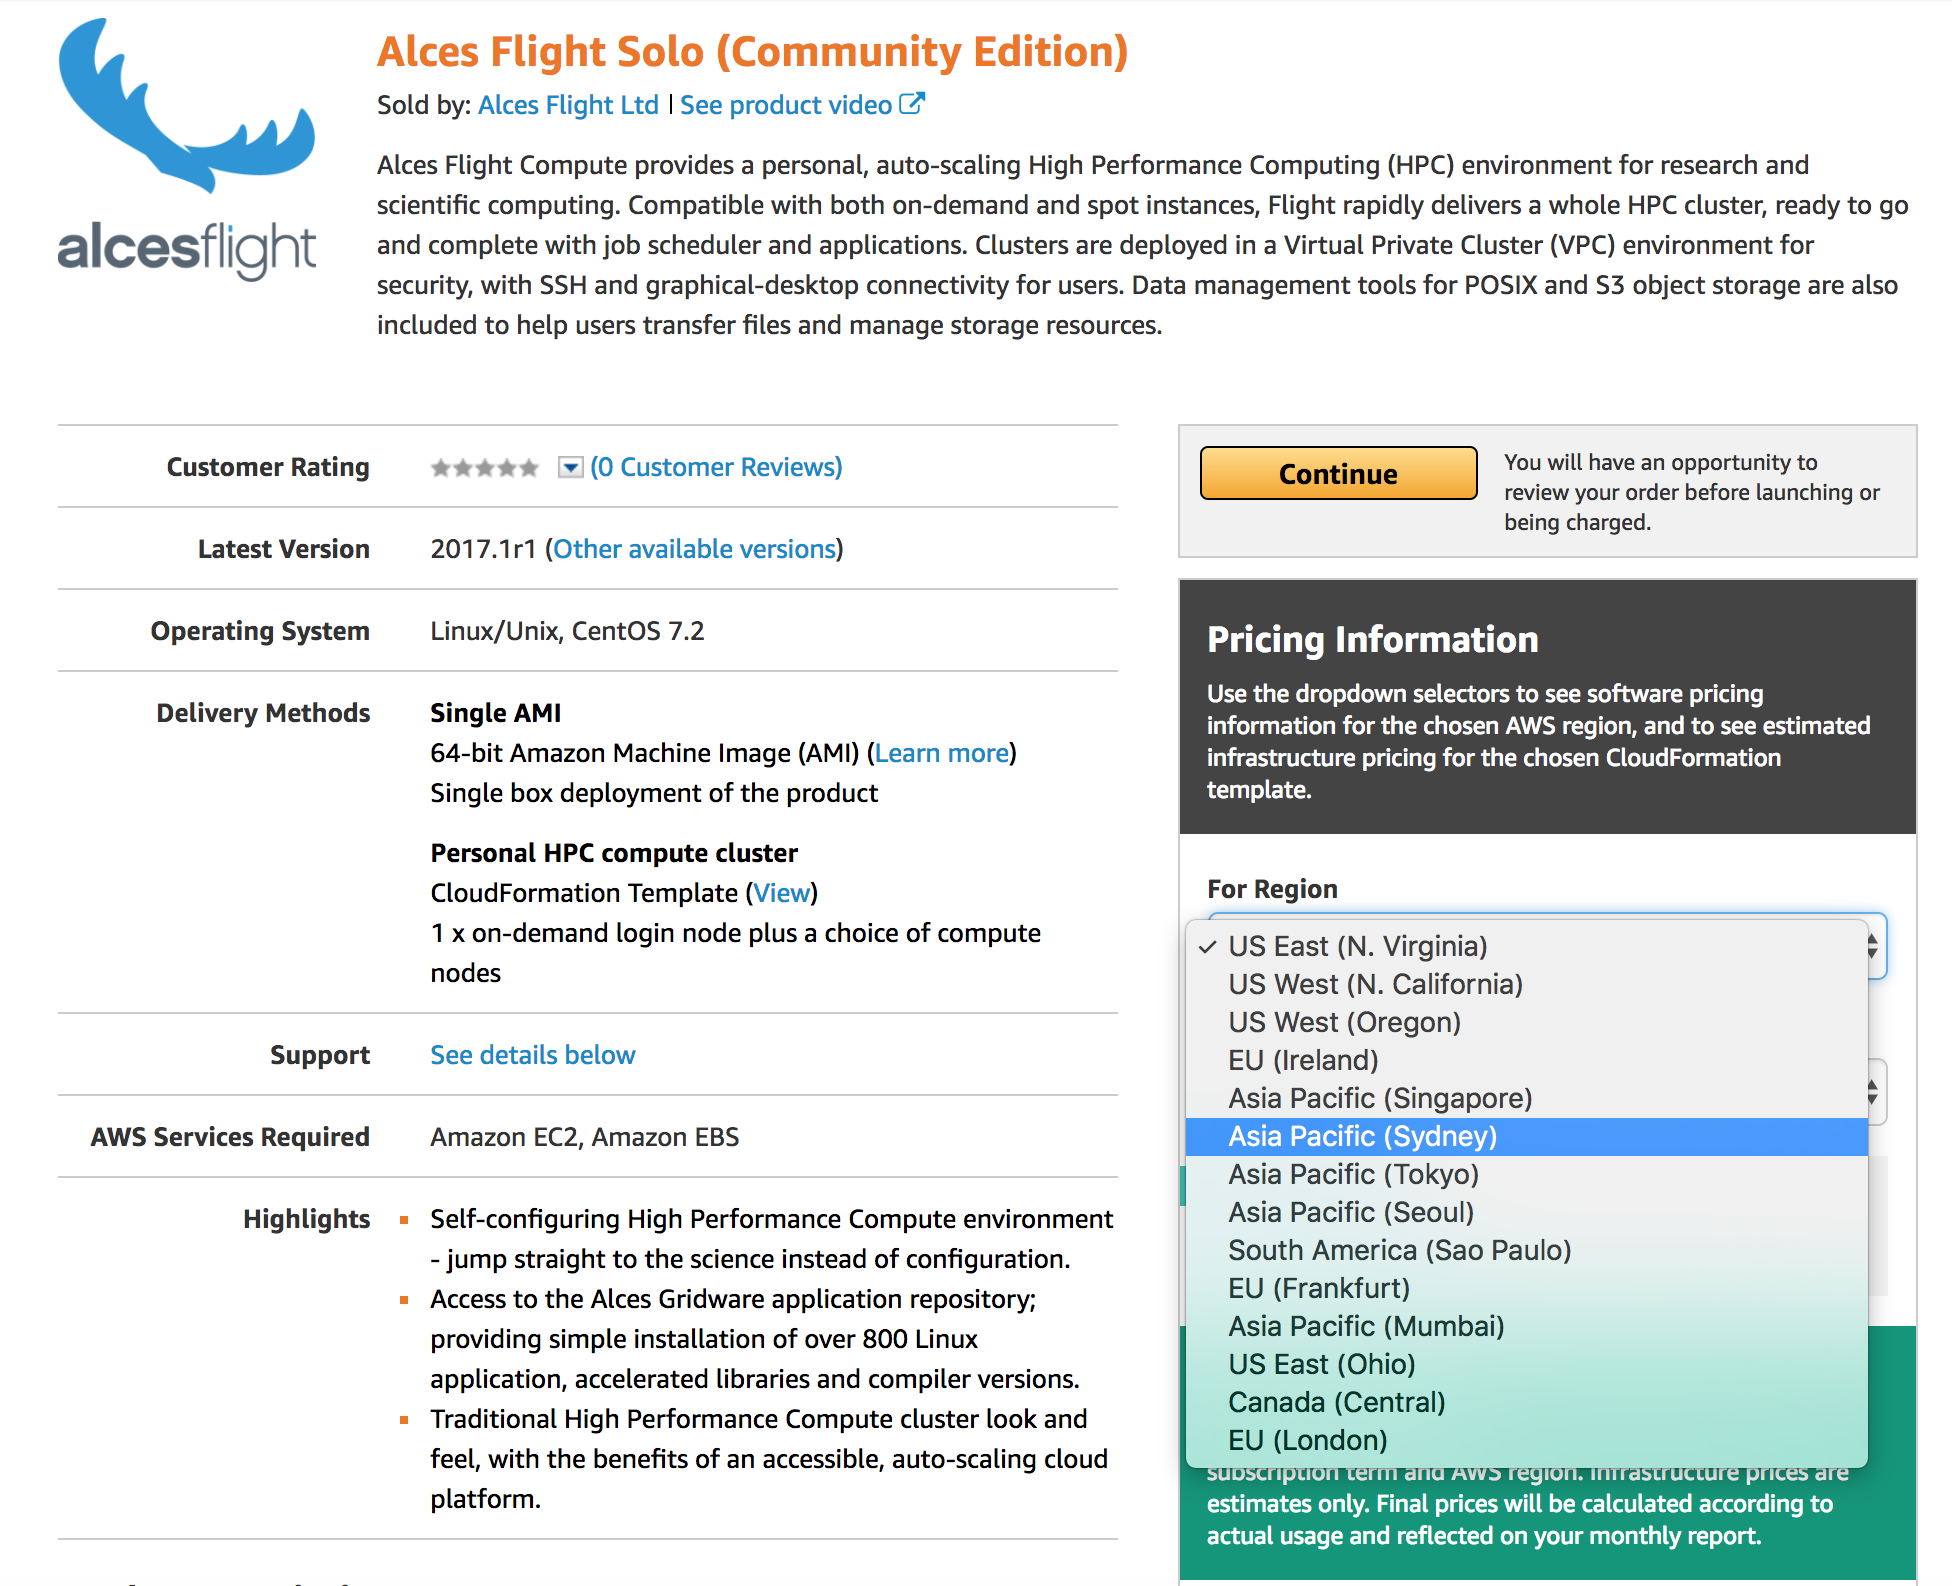 alcesflight
Alces Flight Solo (Community Edition)
Sold by: Alces Flight Ltd | See product video
Alces Flight Compute provides a personal, auto-scaling High Performance Computing (HPC) environment for research and
scientific computing. Compatible with both on-demand and spot instances, Flight rapidly delivers a whole HPC cluster, ready to go
and complete with job scheduler and applications. Clusters are deployed in a Virtual Private Cluster (VPC) environment for
security, with SSH and graphical-desktop connectivity for users. Data management tools for POSIX and S3 object storage are also
included to help users transfer files and manage storage resources.
Customer Rating (0 Customer Reviews)
Latest Version 2017.1r1 (Other available versions)
Operating System Linux/Unix, CentOS 7.2
Delivery Methods Single AMI
64-bit Amazon Machine Image (AMI) (Learn more)
Single box deployment of the product
Personal HPC compute cluster
CloudFormation Template (View)
1 x on-demand login node plus a choice of compute
nodes
Support See details below
AWS Services Required Amazon EC2, Amazon EBS
Highlights Self-configuring High Performance Compute environment
- jump straight to the science instead of configuration.
Access to the Alces Gridware application repository;
providing simple installation of over 800 Linux
application, accelerated libraries and compiler versions.
Traditional High Performance Compute cluster look and
feel, with the benefits of an accessible, auto-scaling cloud
platform.
Continue
You will have an opportunity to
review your order before launching or
being charged.
Pricing Information
Use the dropdown selectors to see software pricing
information for the chosen AWS region, and to see estimated
infrastructure pricing for the chosen CloudFormation
template.
For Region
✓ US East (N. Virginia)
US West (N. California)
US West (Oregon)
EU (Ireland)
Asia Pacific (Singapore)
Asia Pacific (Sydney)
Asia Pacific (Tokyo)
Asia Pacific (Seoul)
South America (Sao Paulo)
EU (Frankfurt)
Asia Pacific (Mumbai)
US East (Ohio)
Canada (Central)
EU (London)
subscription term and AWS region. Infrastructure prices are
estimates only. Final prices will be calculated according to
actual usage and reflected on your monthly report.